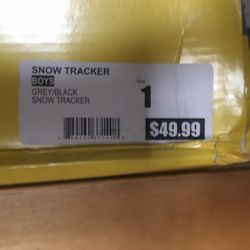 SNOW TRACKER
BOYS
GREY/BLACK
SNOW TRACKER
Size
1
$49.99